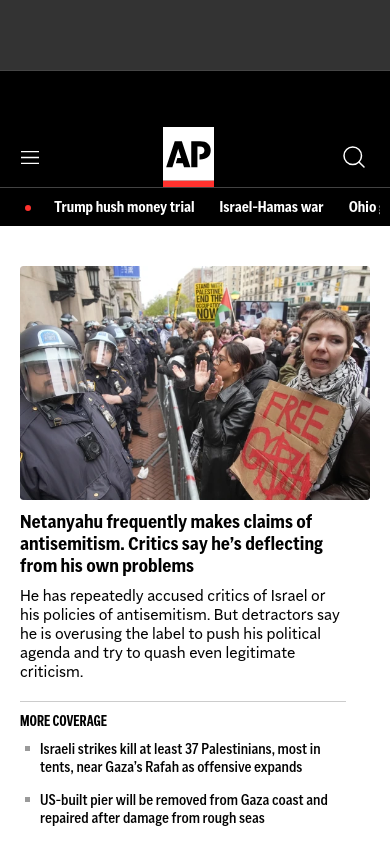 AP
Trump hush money trial Israel-Hamas war Ohio
STAND WITH
PALESTINE
END THE
OCCUPATION
NOW
FREE
GAZA
Netanyahu frequently makes claims of
antisemitism. Critics say he’s deflecting
from his own problems
He has repeatedly accused critics of Israel or
his policies of antisemitism. But detractors say
he is overusing the label to push his political
agenda and try to quash even legitimate
criticism.
MORE COVERAGE
Israeli strikes kill at least 37 Palestinians, most in
tents, near Gaza’s Rafah as offensive expands
US-built pier will be removed from Gaza coast and
repaired after damage from rough seas